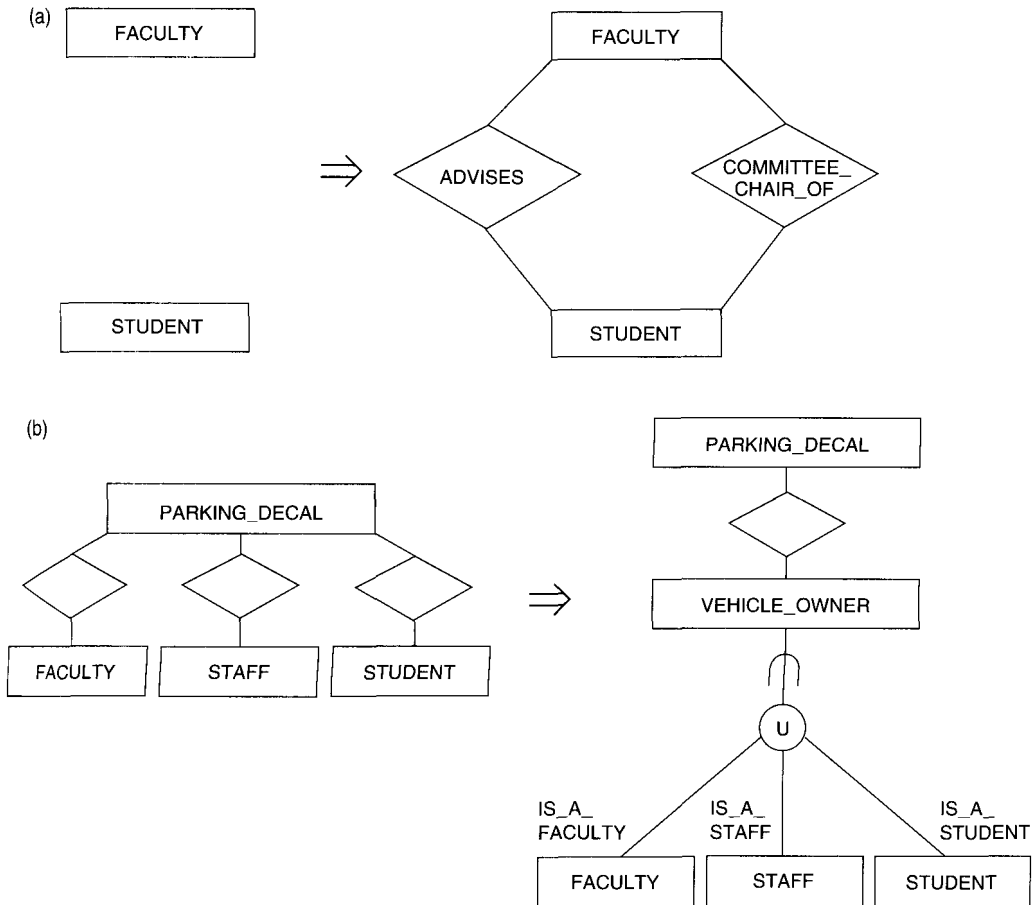 (a)
FACULTY
FACULTY
ADVISES
COMMITTEE_
CHAIR_OF
STUDENT
STUDENT
(b)
PARKING_DECAL
FACULTY
STAFF
STUDENT
PARKING_DECAL
VEHICLE_OWNER
U
IS_A_
FACULTY
IS_A_
STAFF
IS_A_
STUDENT
FACULTY
STAFF
STUDENT